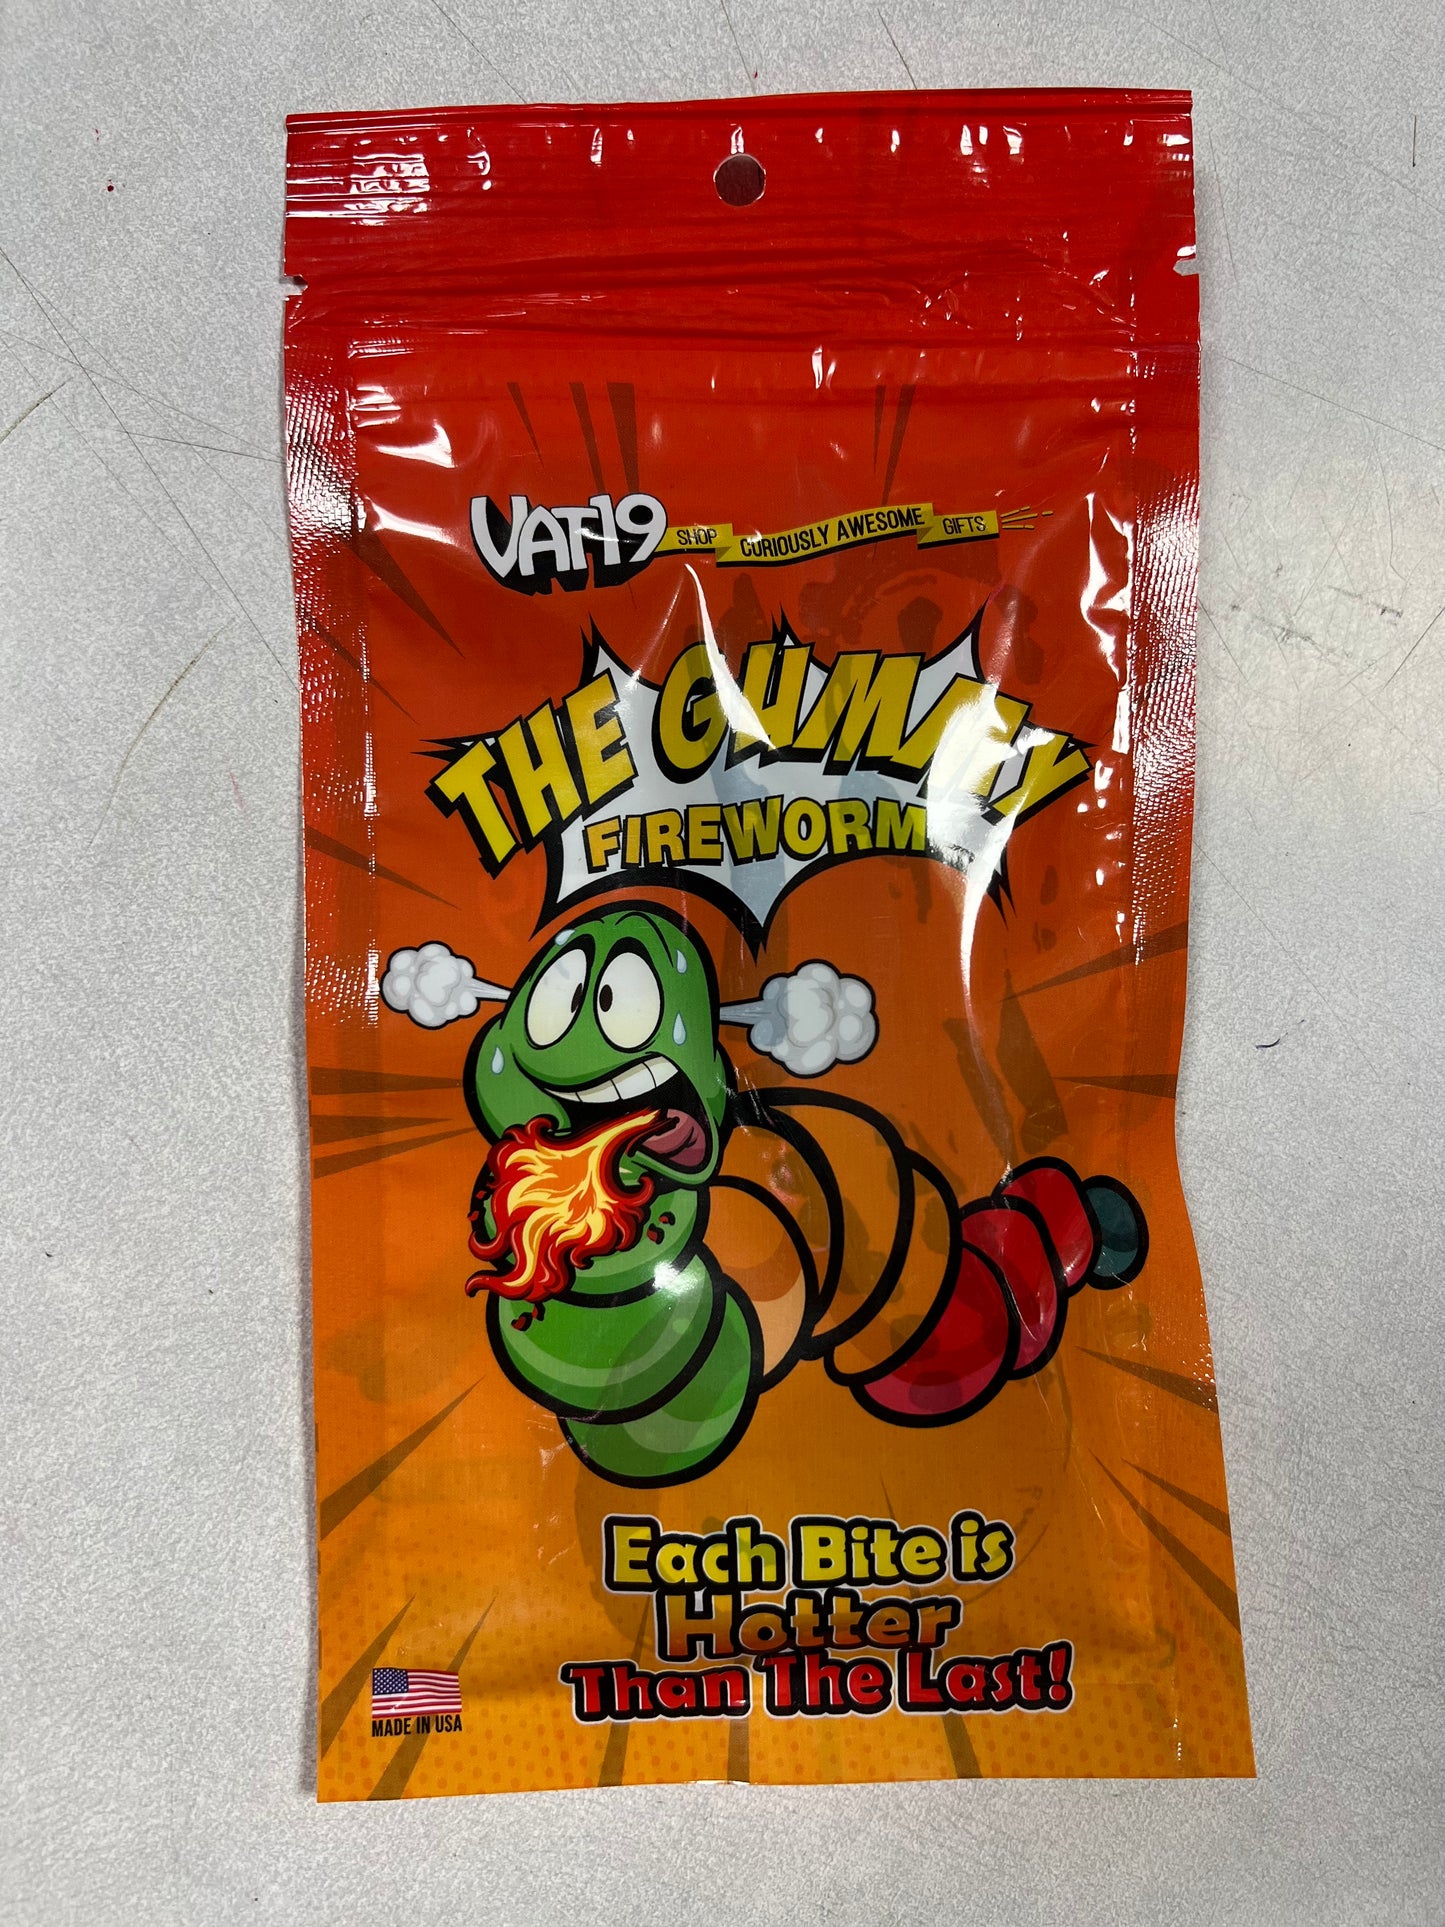 VAT19 SHOP CURIOUSLY AWESOME GIFTS
THE GUMMY
FIREWORM
Each Bite is
Hotter
Than The Last!
MADE IN USA